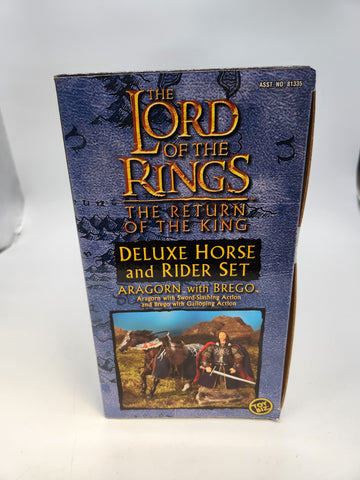 ASST. NO. 81335
THE
LORD
OF THE
RINGS
THE RETURN
OF THE KING
DELUXE HORSE
and RIDER SET
ARAGORN with BREGO
Aragorn with Sword-Slashing Action
and Brego with Galloping Action
TOY
BIZ